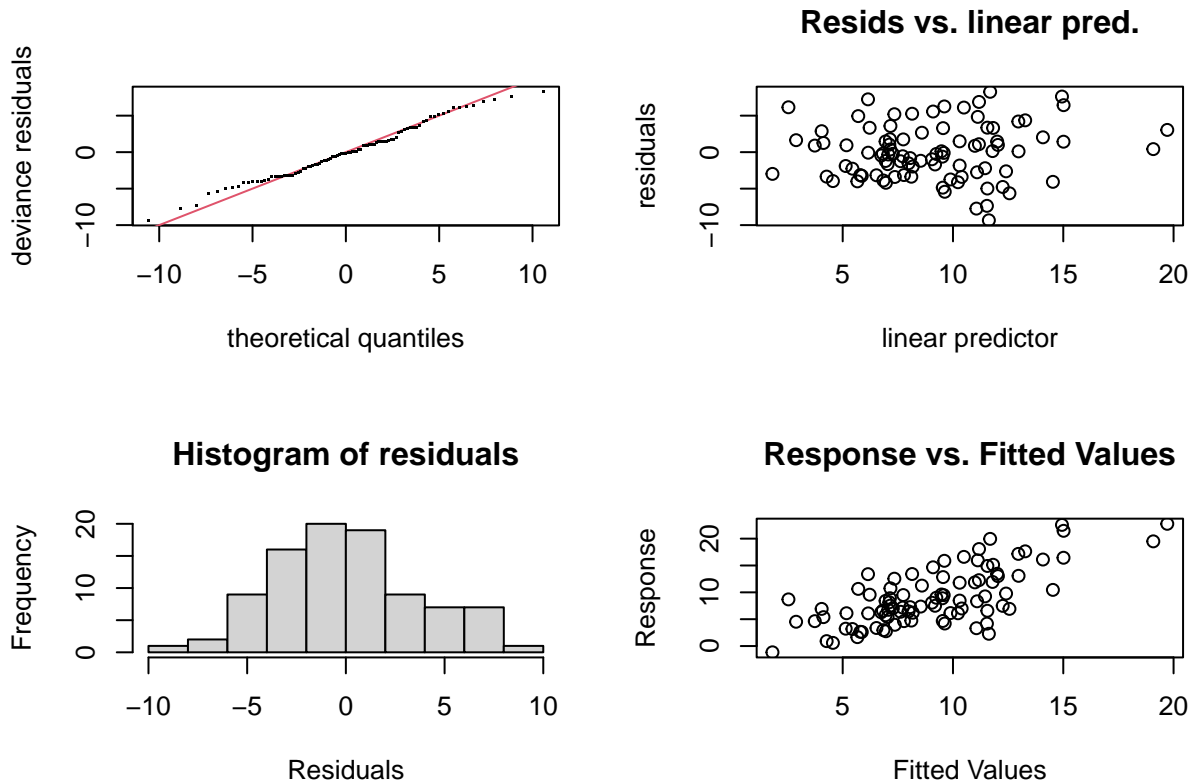 deviance residuals
−10
0
−10
−5
0
5
10
theoretical quantiles
Resids vs. linear pred.
residuals
−10
0
5
10
15
20
linear predictor
Histogram of residuals
Frequency
0
10
20
−10
−5
0
5
10
Residuals
Response vs. Fitted Values
Response
0
10
20
5
10
15
20
Fitted Values